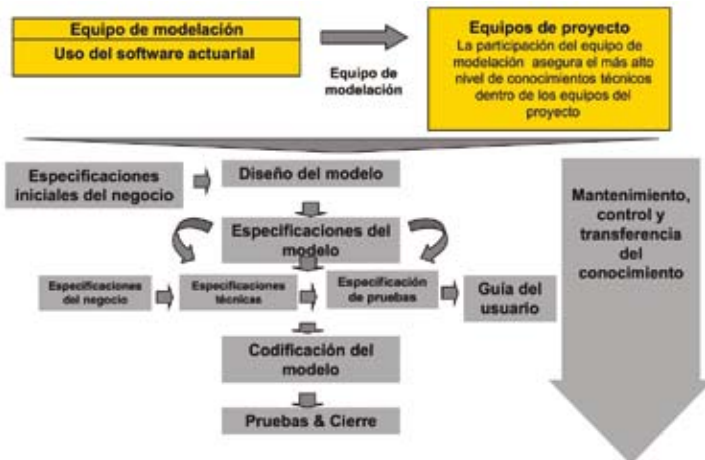 Equipo de modelación
Uso del software actuarial
Equipo de
modelación
Equipos de proyecto
La participación del equipo de
modelación asegura el más alto
nivel de conocimientos técnicos
dentro de los equipos del
proyecto
Especificaciones
iniciales del negocio
Diseño del modelo
Especificaciones del
modelo
Especificaciones
del negocio
Especificaciones
técnicas
Especificación
de pruebas
Guía del
usuario
Codificación del
modelo
Pruebas & Cierre
Mantenimiento,
control y
transferencia
del
conocimiento